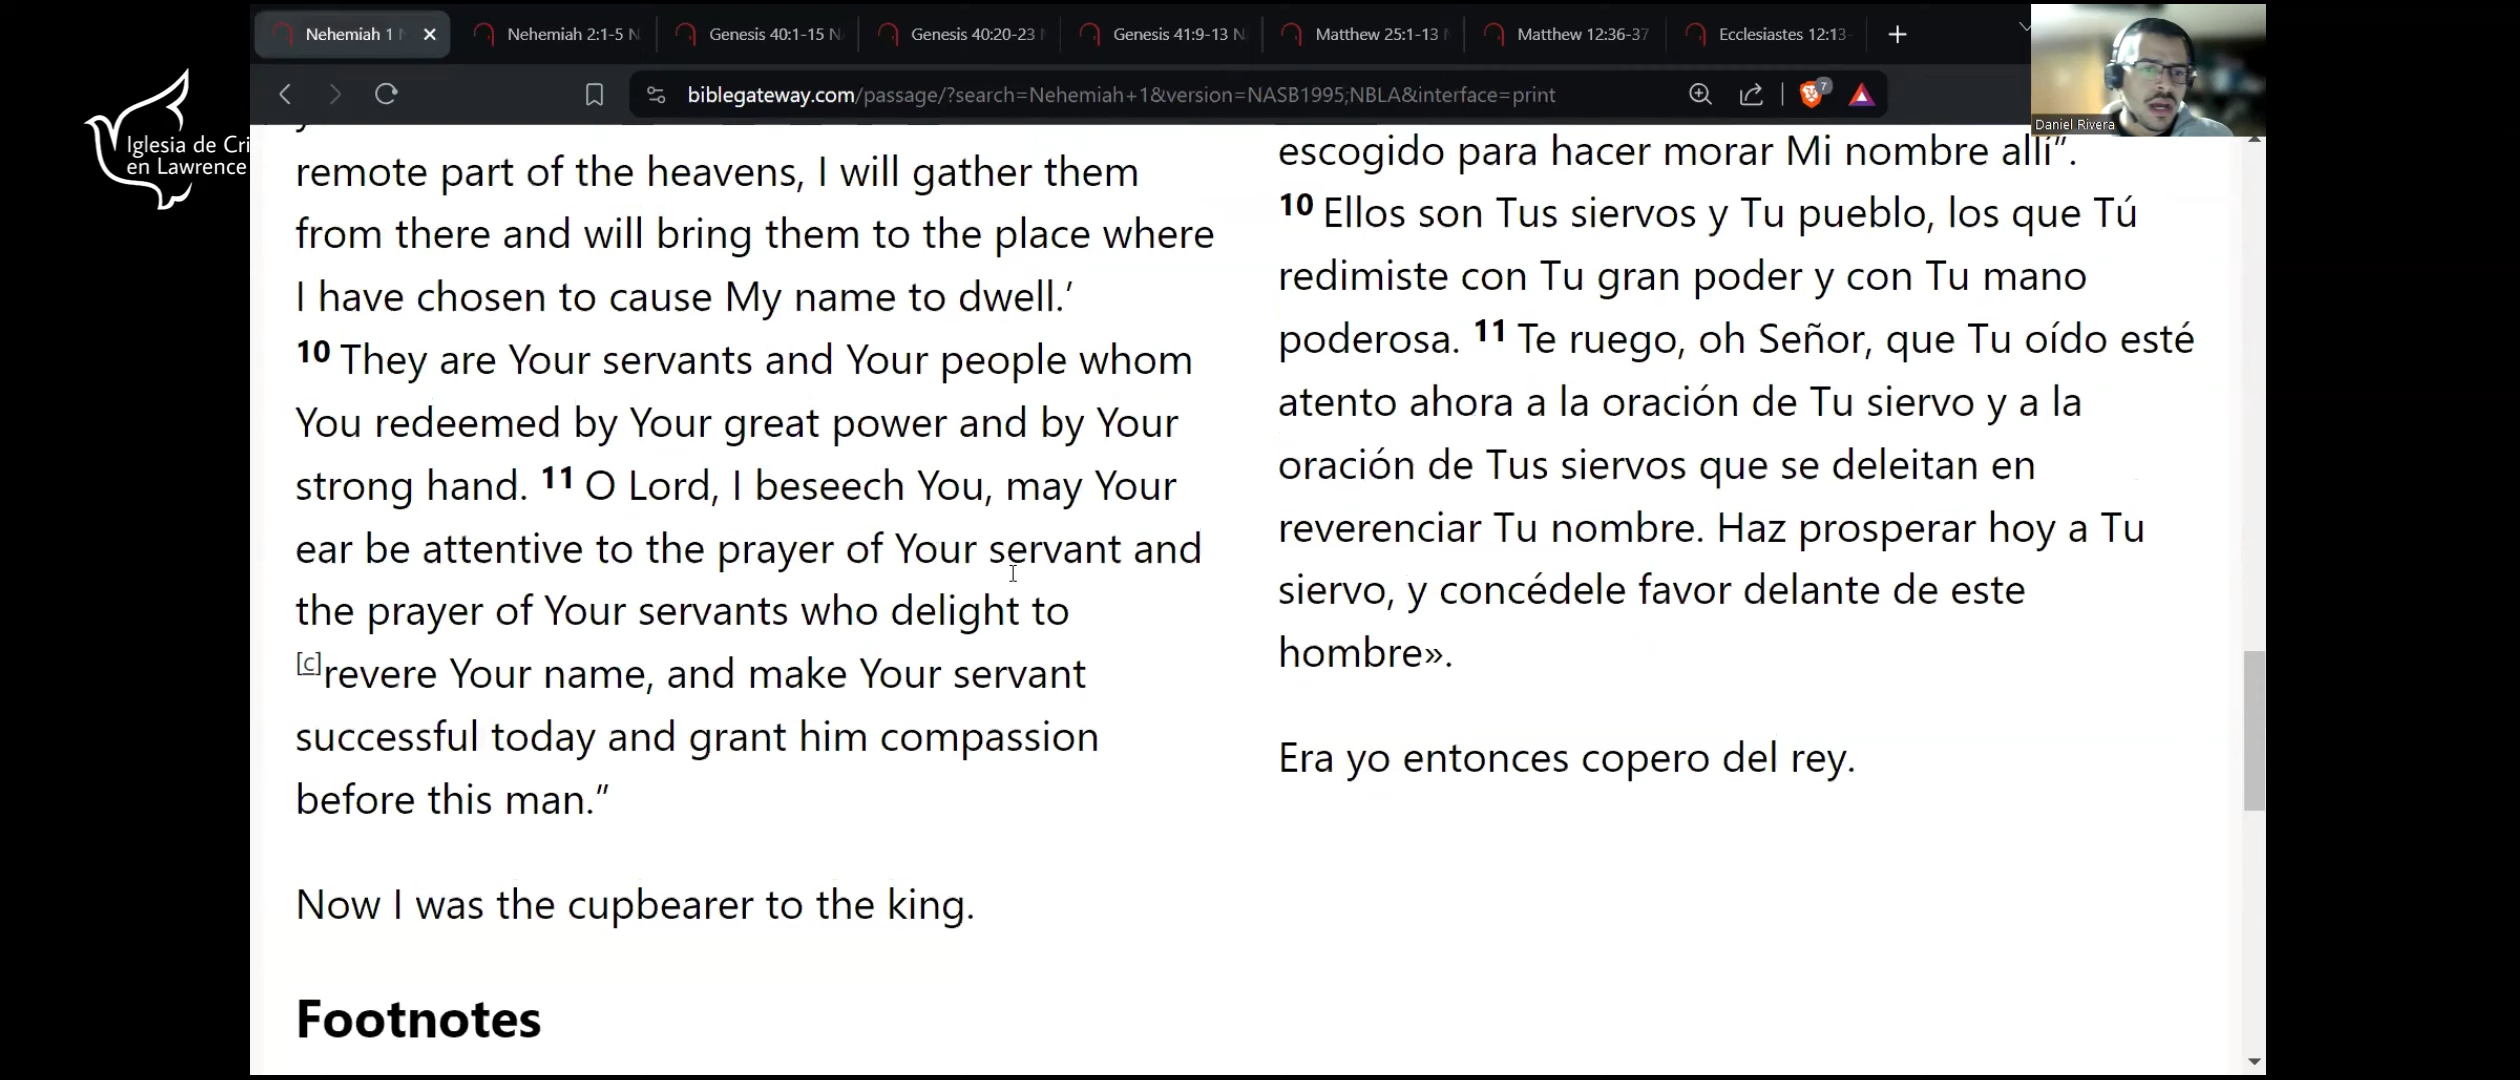 Nehemiah 1
Nehemiah 2:1-5 N
Genesis 40:1-15 N
Genesis 40:20-23
Genesis 41:9-13 N
Matthew 25:1-13
Matthew 12:36-37
Ecclesiastes 12:13-
biblegateway.com/passage/?search=Nehemiah+1&version=NASB1995;NBLA&interface=print
7
Daniel Rivera
Iglesia de Cri
en Lawrence
remote part of the heavens, I will gather them
from there and will bring them to the place where
I have chosen to cause My name to dwell.’
10 They are Your servants and Your people whom
You redeemed by Your great power and by Your
strong hand. 11 O Lord, I beseech You, may Your
ear be attentive to the prayer of Your servant and
the prayer of Your servants who delight to
[c]revere Your name, and make Your servant
successful today and grant him compassion
before this man.”
Now I was the cupbearer to the king.
Footnotes
escogido para hacer morar Mi nombre allí”.
10 Ellos son Tus siervos y Tu pueblo, los que Tú
redimiste con Tu gran poder y con Tu mano
poderosa. 11 Te ruego, oh Señor, que Tu oído esté
atento ahora a la oración de Tu siervo y a la
oración de Tus siervos que se deleitan en
reverenciar Tu nombre. Haz prosperar hoy a Tu
siervo, y concédele favor delante de este
hombre».
Era yo entonces copero del rey.